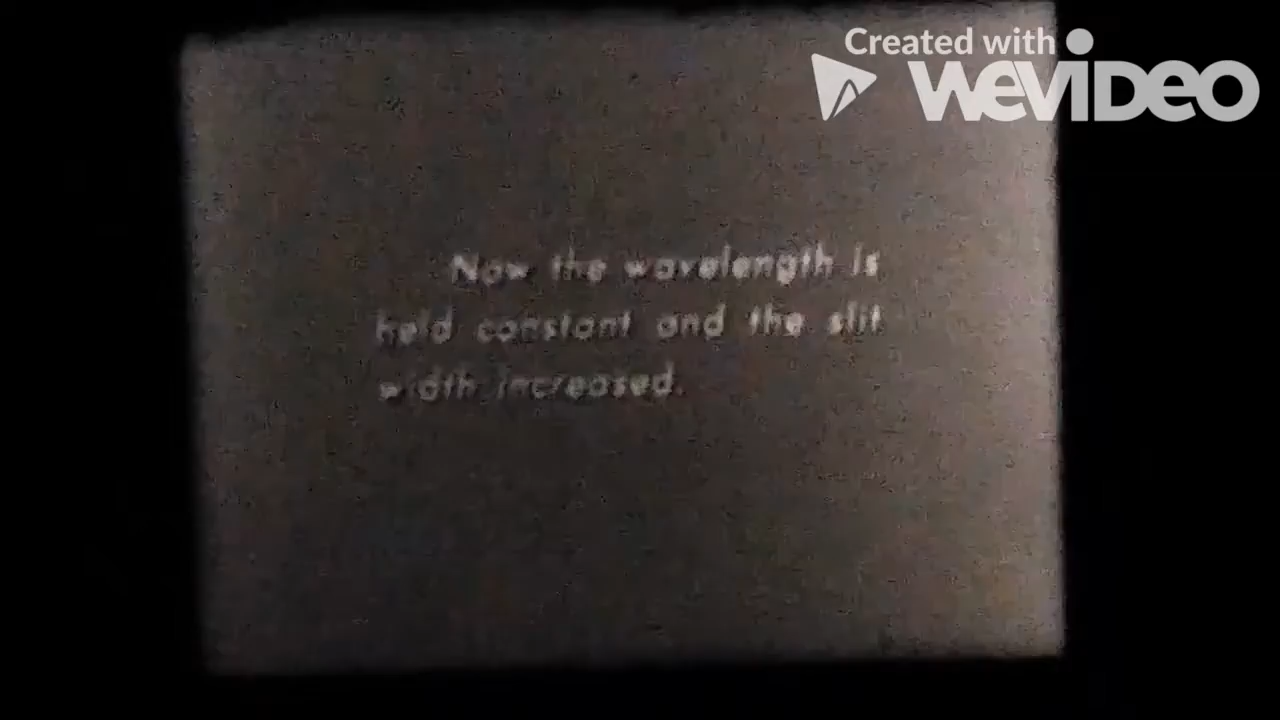 Created with
WEVIDEO
Now the wavelength is
held constant and the slit
width increased.